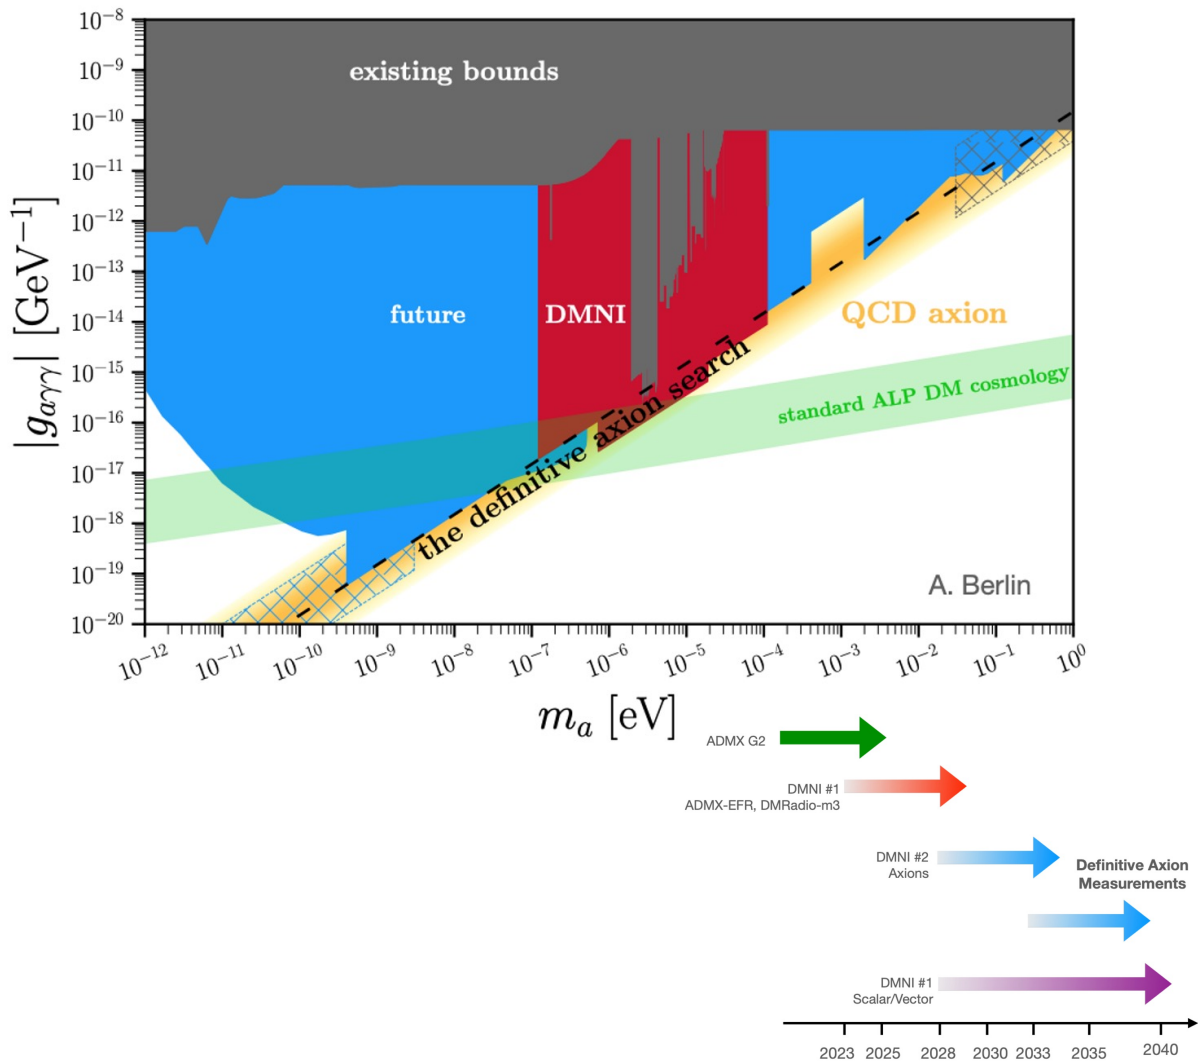 10⁻⁸
10⁻⁹
10⁻¹⁰
10⁻¹¹
10⁻¹²
10⁻¹³
10⁻¹⁴
10⁻¹⁵
10⁻¹⁶
10⁻¹⁷
10⁻¹⁸
10⁻¹⁹
10⁻²⁰
|g_{aγγ}| [GeV⁻¹]
existing bounds
future
DMNI
QCD axion
standard ALP DM cosmology
the definitive axion search
A. Berlin
10⁻¹² 10⁻¹¹ 10⁻¹⁰ 10⁻⁹ 10⁻⁸ 10⁻⁷ 10⁻⁶ 10⁻⁵ 10⁻⁴ 10⁻³ 10⁻² 10⁻¹ 10⁰
mₐ [eV]
ADMX G2
DMNI #1
ADMX-EFR, DMRadio-m3
DMNI #2
Axions
Definitive Axion
Measurements
DMNI #1
Scalar/Vector
2023 2025 2028 2030 2033 2035 2040